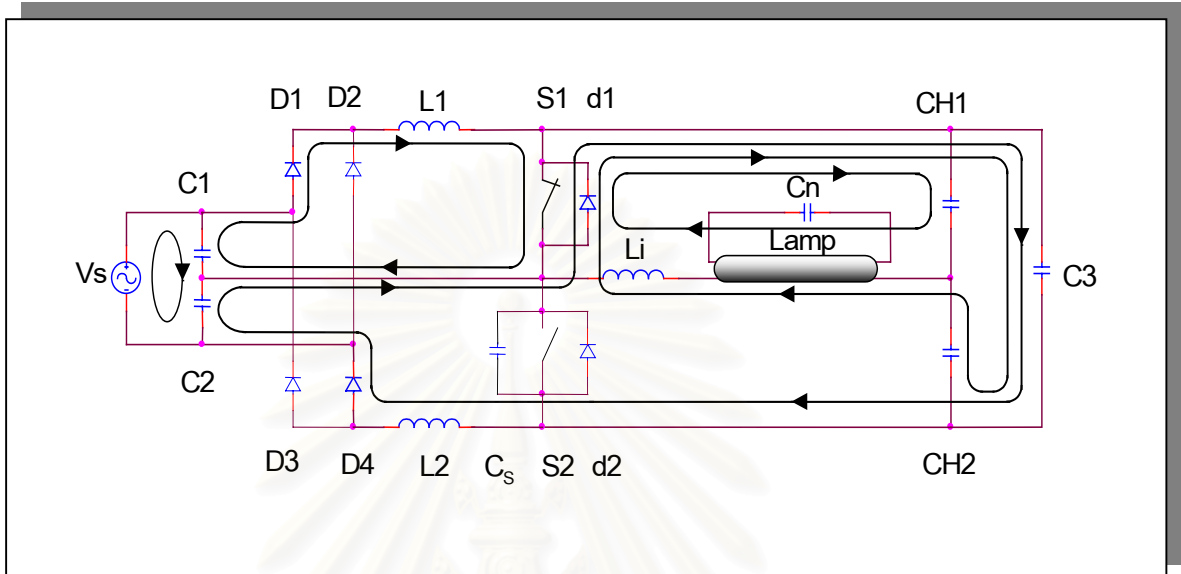 D1 D2 L1 S1 d1 CH1
C1 Cn
Vs Li Lamp C3
C2
D3 D4 L2 Cs S2 d2 CH2